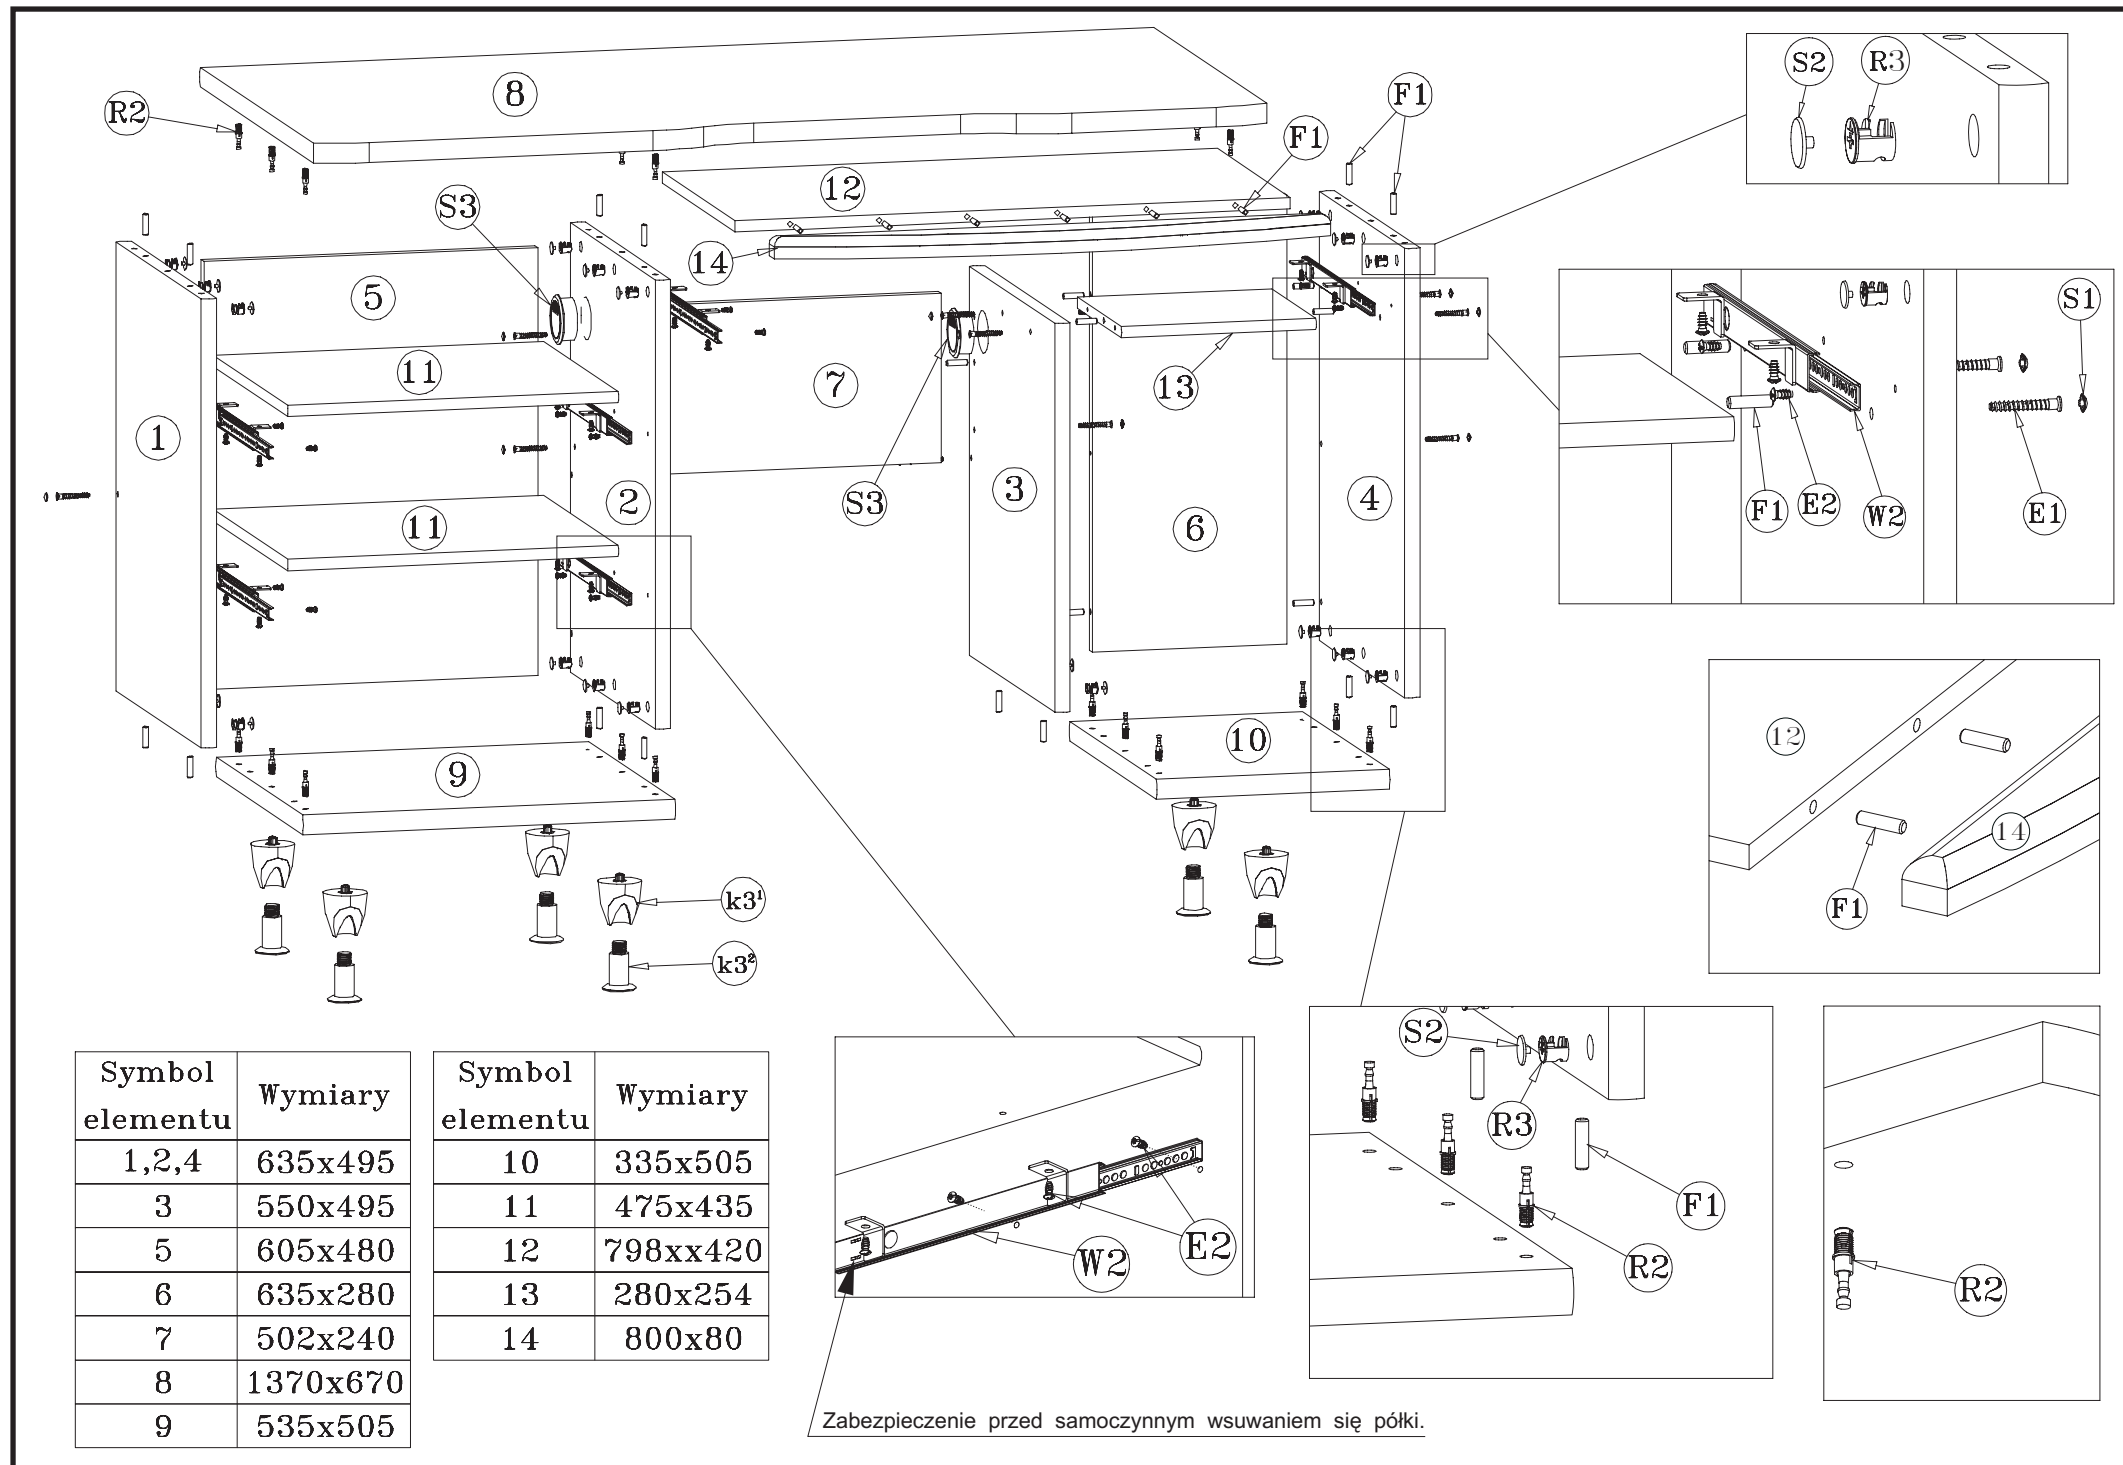 8
R2
F1
F1
12
S3
14
5
11
1
2
11
7
S3
3
13
6
4
9
10
k3¹
k3²
S2
R3
S1
F1
E2
W2
E1
12
14
F1
S2
R3
F1
R2
R2
E2
W2
Symbol elementu Wymiary
1,2,4 635x495
3 550x495
5 605x480
6 635x280
7 502x240
8 1370x670
9 535x505
Symbol elementu Wymiary
10 335x505
11 475x435
12 798xx420
13 280x254
14 800x80
Zabezpieczenie przed samoczynnym wsuwaniem się półki.